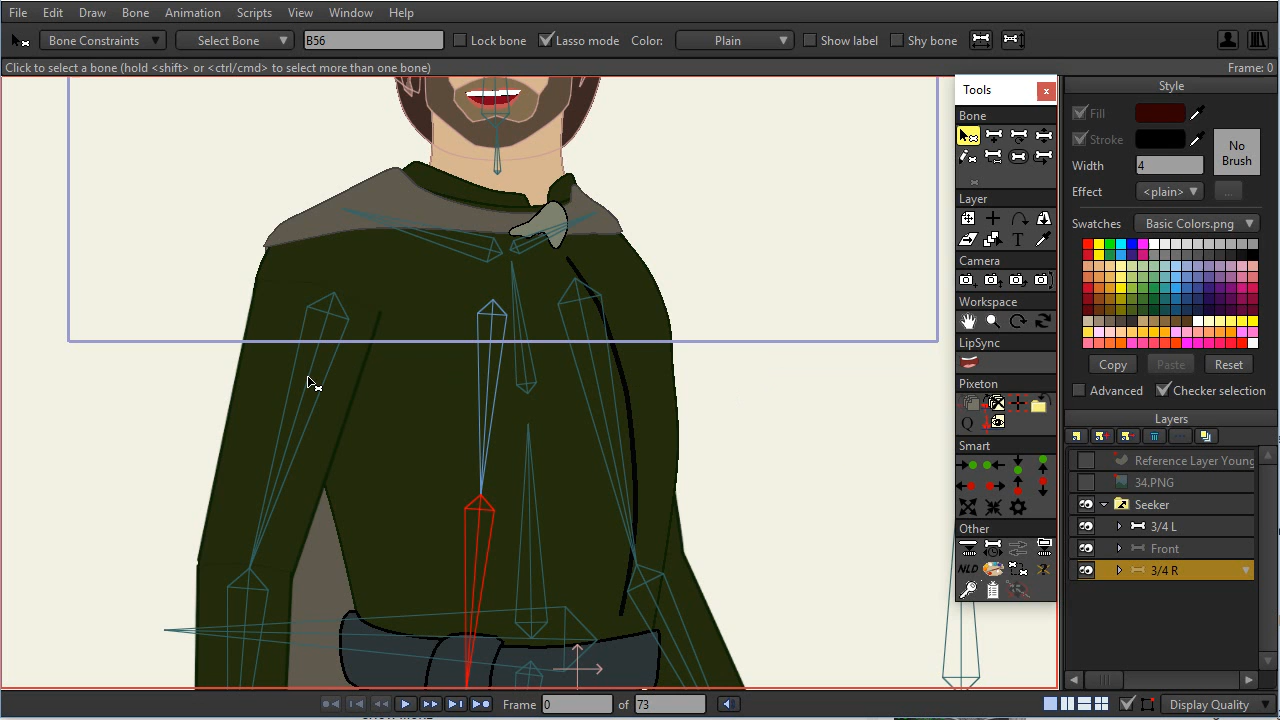 File Edit Draw Bone Animation Scripts View Window Help
Bone Constraints Select Bone B56 Lock bone Lasso mode Color: Plain Show label Shy bone
Click to select a bone (hold <shift> or <ctrl/cmd> to select more than one bone) Frame: 0
Tools x
Bone
Layer
T
Camera
Workspace
LipSync
Pixeton
Q
Smart
Other
NLD
Style
Fill
Stroke
No Brush
Width 4
Effect <plain> ...
Swatches Basic Colors.png
Copy Paste Reset
Advanced Checker selection
Layers
Reference Layer Young
34.PNG
Seeker
3/4 L
Front
3/4 R
Frame 0 of 73 Display Quality